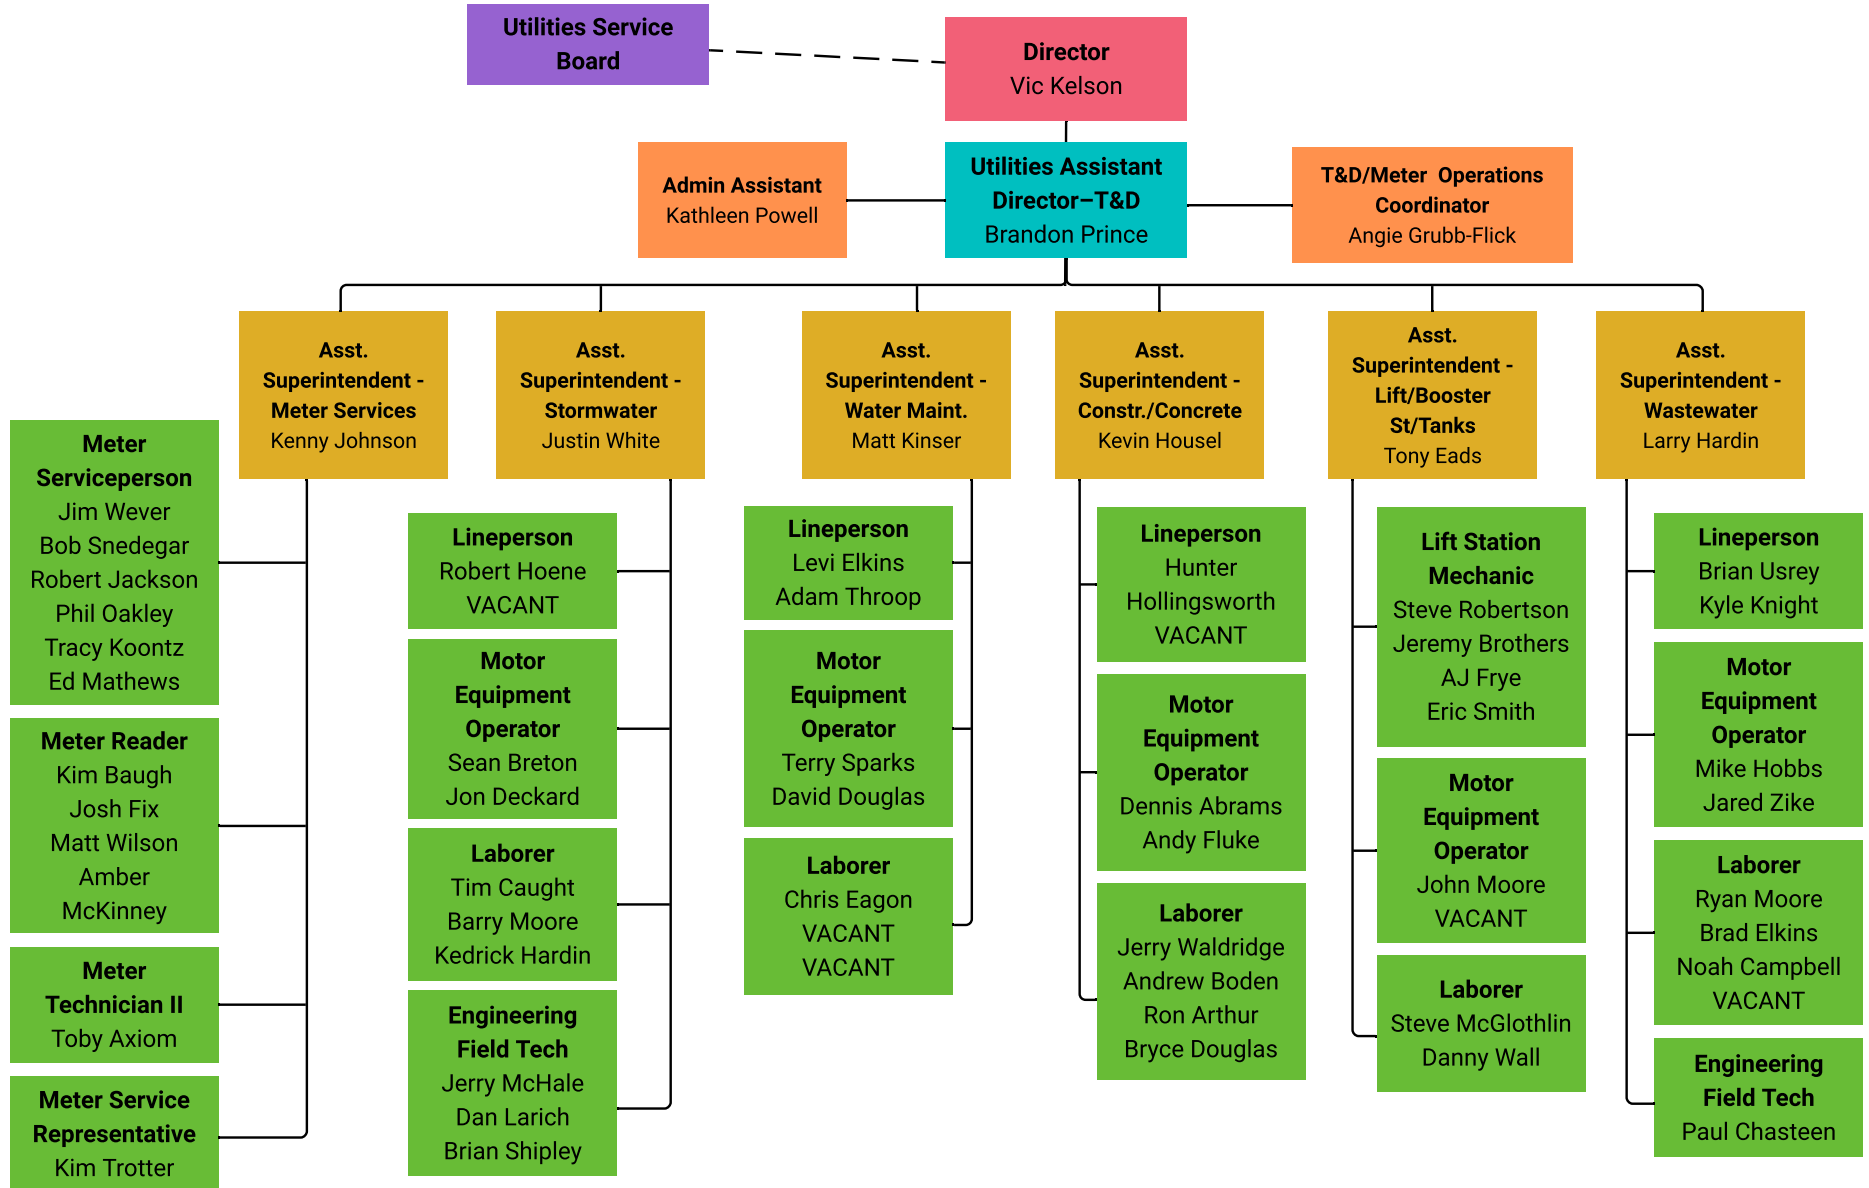 Utilities Service
Board
Director
Vic Kelson
Admin Assistant
Kathleen Powell
Utilities Assistant
Director–T&D
Brandon Prince
T&D/Meter Operations
Coordinator
Angie Grubb-Flick
Asst.
Superintendent -
Meter Services
Kenny Johnson
Asst.
Superintendent -
Stormwater
Justin White
Asst.
Superintendent -
Water Maint.
Matt Kinser
Asst.
Superintendent -
Constr./Concrete
Kevin Housel
Asst.
Superintendent -
Lift/Booster
St/Tanks
Tony Eads
Asst.
Superintendent -
Wastewater
Larry Hardin
Meter
Serviceperson
Jim Wever
Bob Snedegar
Robert Jackson
Phil Oakley
Tracy Koontz
Ed Mathews
Meter Reader
Kim Baugh
Josh Fix
Matt Wilson
Amber
McKinney
Meter
Technician II
Toby Axiom
Meter Service
Representative
Kim Trotter
Lineperson
Robert Hoene
VACANT
Motor
Equipment
Operator
Sean Breton
Jon Deckard
Laborer
Tim Caught
Barry Moore
Kedrick Hardin
Engineering
Field Tech
Jerry McHale
Dan Larich
Brian Shipley
Lineperson
Levi Elkins
Adam Throop
Motor
Equipment
Operator
Terry Sparks
David Douglas
Laborer
Chris Eagon
VACANT
VACANT
Lineperson
Hunter
Hollingsworth
VACANT
Motor
Equipment
Operator
Dennis Abrams
Andy Fluke
Laborer
Jerry Waldridge
Andrew Boden
Ron Arthur
Bryce Douglas
Lift Station
Mechanic
Steve Robertson
Jeremy Brothers
AJ Frye
Eric Smith
Motor
Equipment
Operator
John Moore
VACANT
Laborer
Steve McGlothlin
Danny Wall
Lineperson
Brian Usrey
Kyle Knight
Motor
Equipment
Operator
Mike Hobbs
Jared Zike
Laborer
Ryan Moore
Brad Elkins
Noah Campbell
VACANT
Engineering
Field Tech
Paul Chasteen